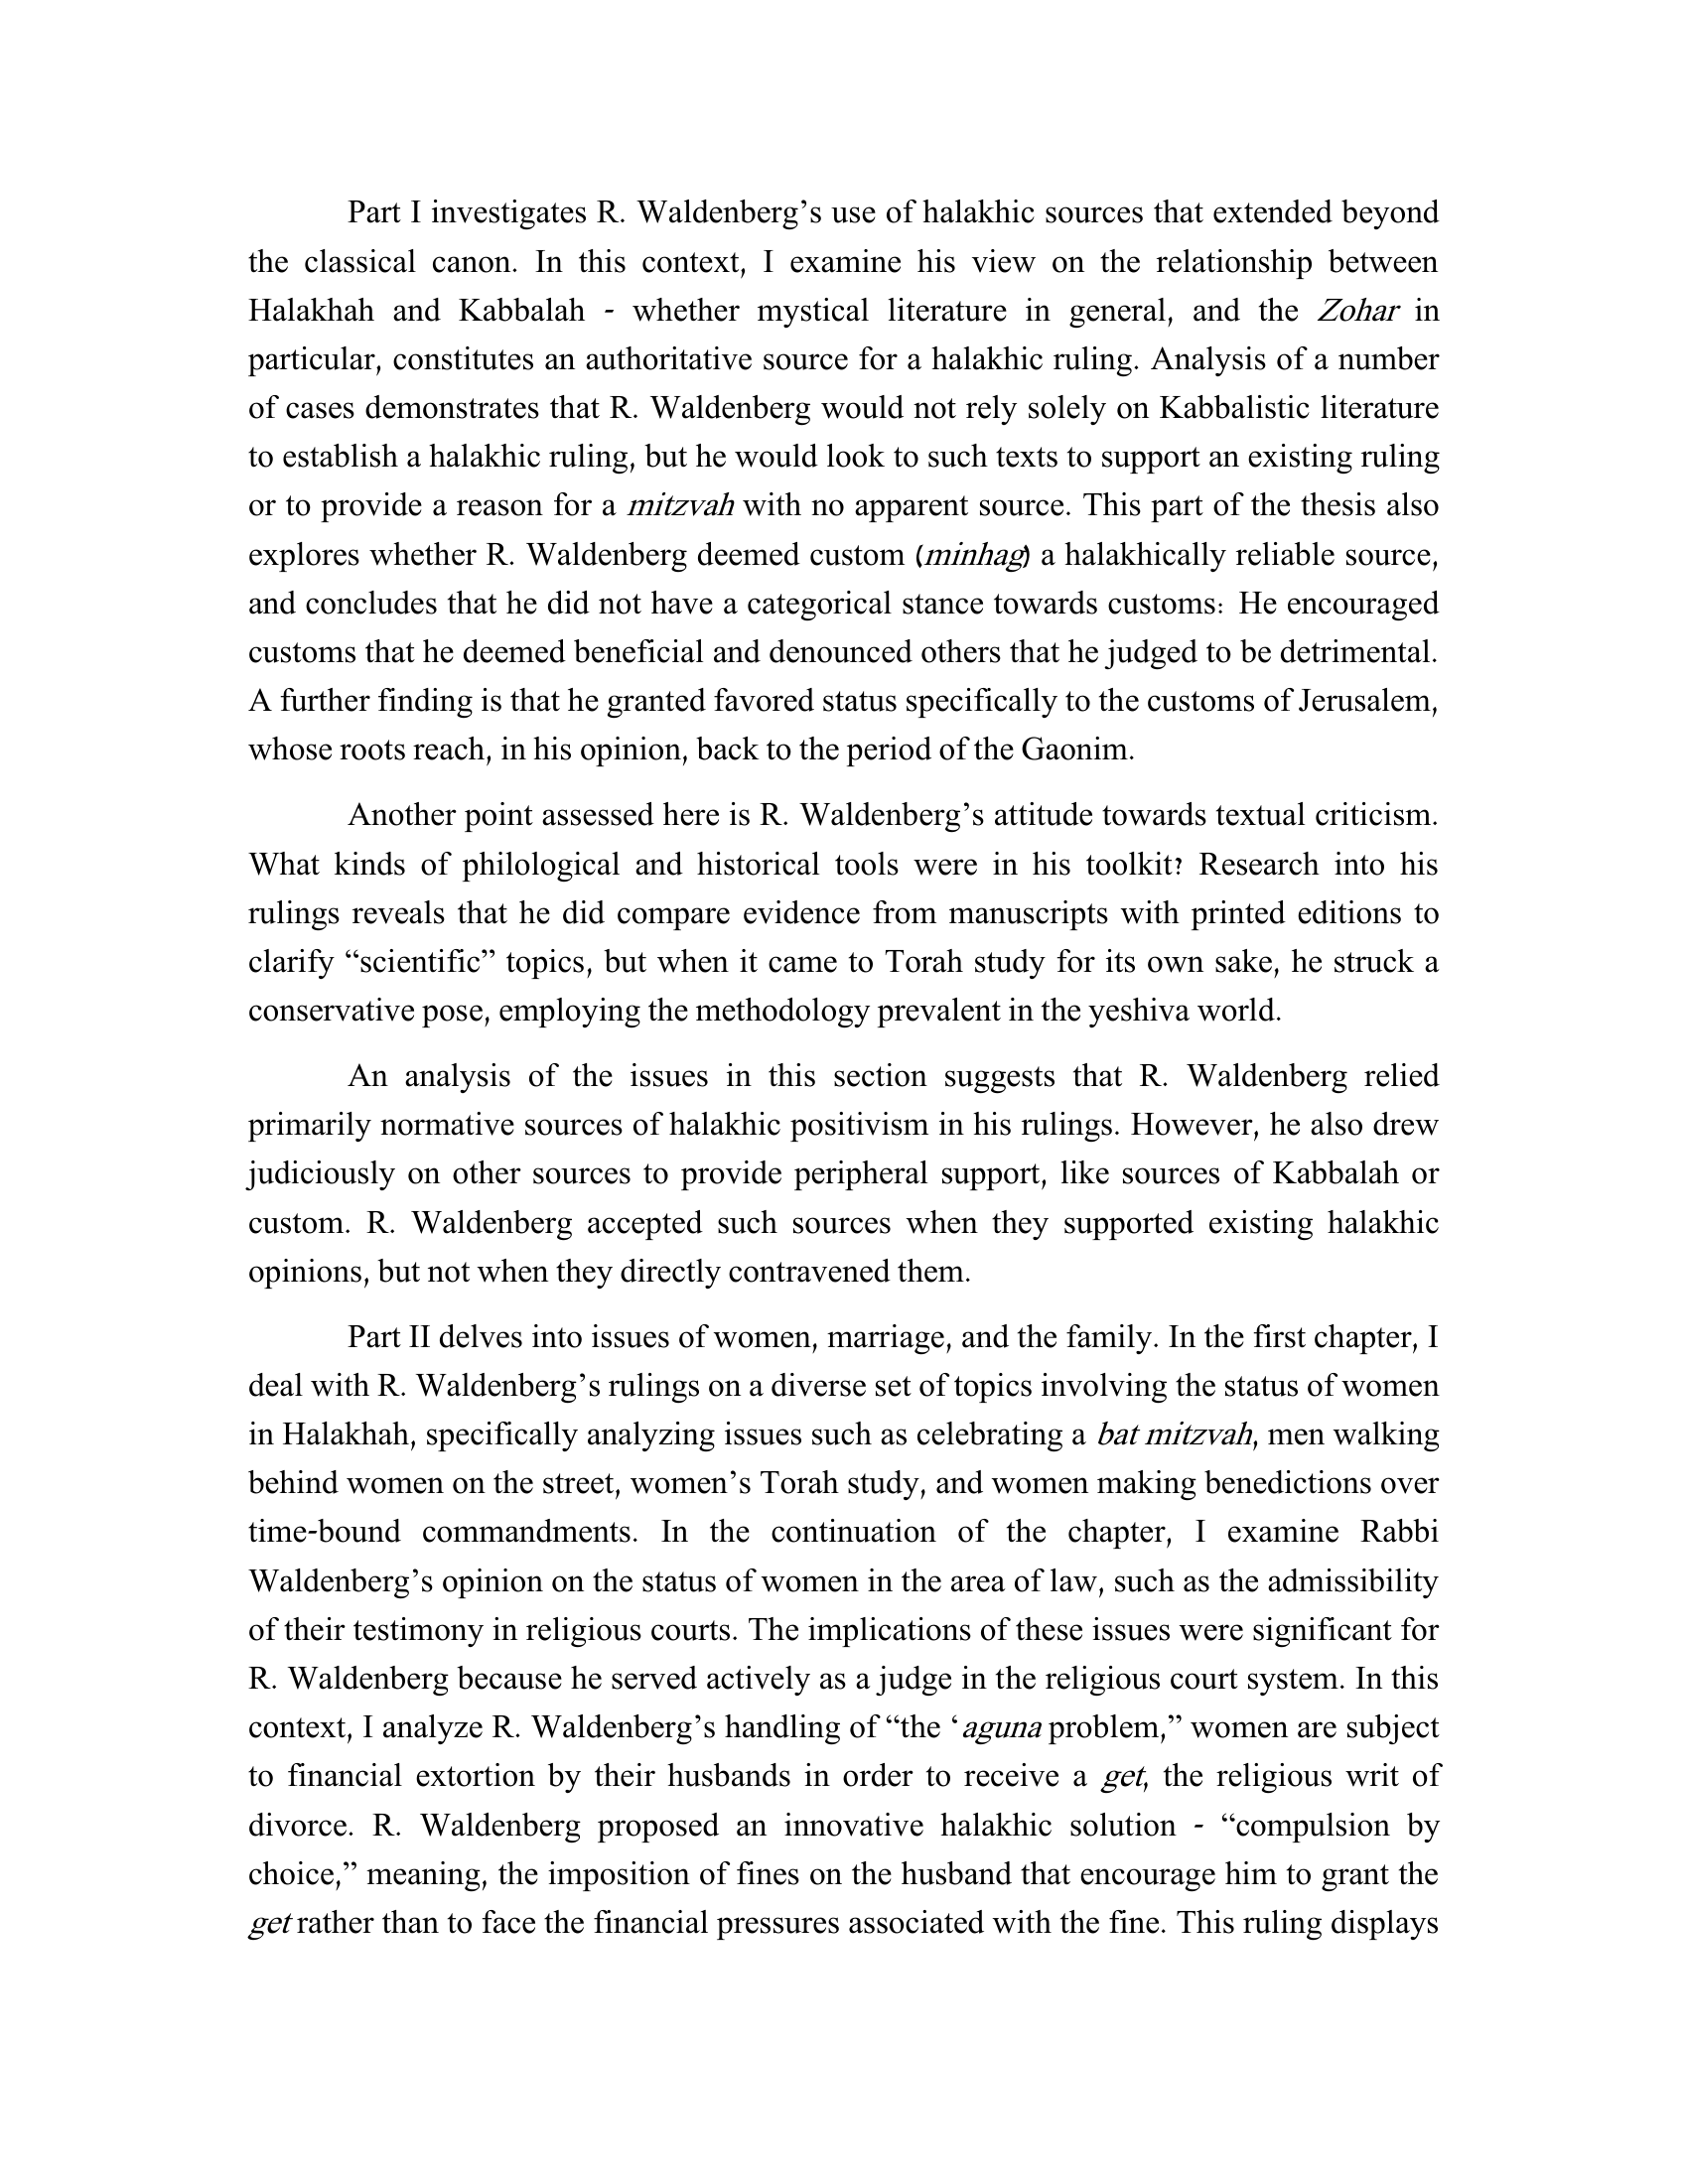 Part I investigates R. Waldenberg’s use of halakhic sources that extended beyond
the classical canon. In this context, I examine his view on the relationship between
Halakhah and Kabbalah - whether mystical literature in general, and the Zohar in
particular, constitutes an authoritative source for a halakhic ruling. Analysis of a number
of cases demonstrates that R. Waldenberg would not rely solely on Kabbalistic literature
to establish a halakhic ruling, but he would look to such texts to support an existing ruling
or to provide a reason for a mitzvah with no apparent source. This part of the thesis also
explores whether R. Waldenberg deemed custom (minhag) a halakhically reliable source,
and concludes that he did not have a categorical stance towards customs: He encouraged
customs that he deemed beneficial and denounced others that he judged to be detrimental.
A further finding is that he granted favored status specifically to the customs of Jerusalem,
whose roots reach, in his opinion, back to the period of the Gaonim.
Another point assessed here is R. Waldenberg’s attitude towards textual criticism.
What kinds of philological and historical tools were in his toolkit? Research into his
rulings reveals that he did compare evidence from manuscripts with printed editions to
clarify “scientific” topics, but when it came to Torah study for its own sake, he struck a
conservative pose, employing the methodology prevalent in the yeshiva world.
An analysis of the issues in this section suggests that R. Waldenberg relied
primarily normative sources of halakhic positivism in his rulings. However, he also drew
judiciously on other sources to provide peripheral support, like sources of Kabbalah or
custom. R. Waldenberg accepted such sources when they supported existing halakhic
opinions, but not when they directly contravened them.
Part II delves into issues of women, marriage, and the family. In the first chapter, I
deal with R. Waldenberg’s rulings on a diverse set of topics involving the status of women
in Halakhah, specifically analyzing issues such as celebrating a bat mitzvah, men walking
behind women on the street, women’s Torah study, and women making benedictions over
time-bound commandments. In the continuation of the chapter, I examine Rabbi
Waldenberg’s opinion on the status of women in the area of law, such as the admissibility
of their testimony in religious courts. The implications of these issues were significant for
R. Waldenberg because he served actively as a judge in the religious court system. In this
context, I analyze R. Waldenberg’s handling of “the ‘aguna problem,” women are subject
to financial extortion by their husbands in order to receive a get, the religious writ of
divorce. R. Waldenberg proposed an innovative halakhic solution - “compulsion by
choice,” meaning, the imposition of fines on the husband that encourage him to grant the
get rather than to face the financial pressures associated with the fine. This ruling displays